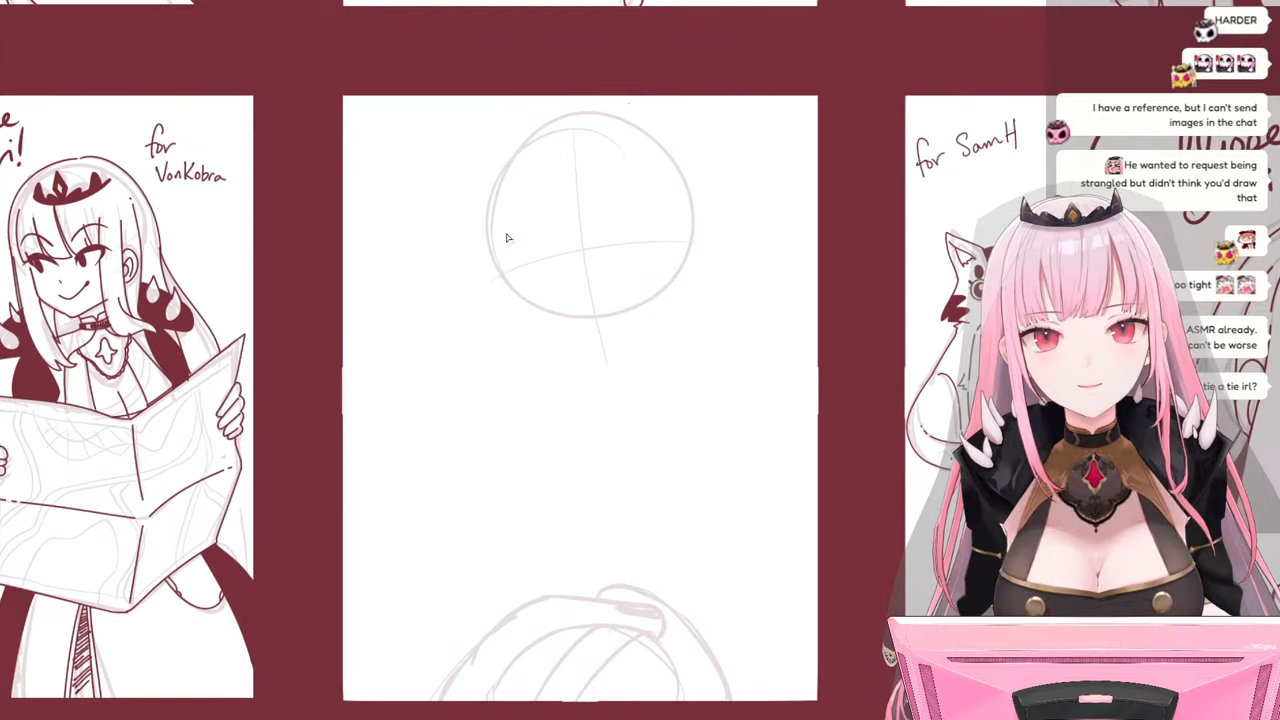 for
VonKobra
for SamH
HARDER
I have a reference, but I can't send
images in the chat
He wanted to request being
strangled but didn't think you'd draw
that
oo tight
ASMR already.
can't be worse
tie a tie irl?